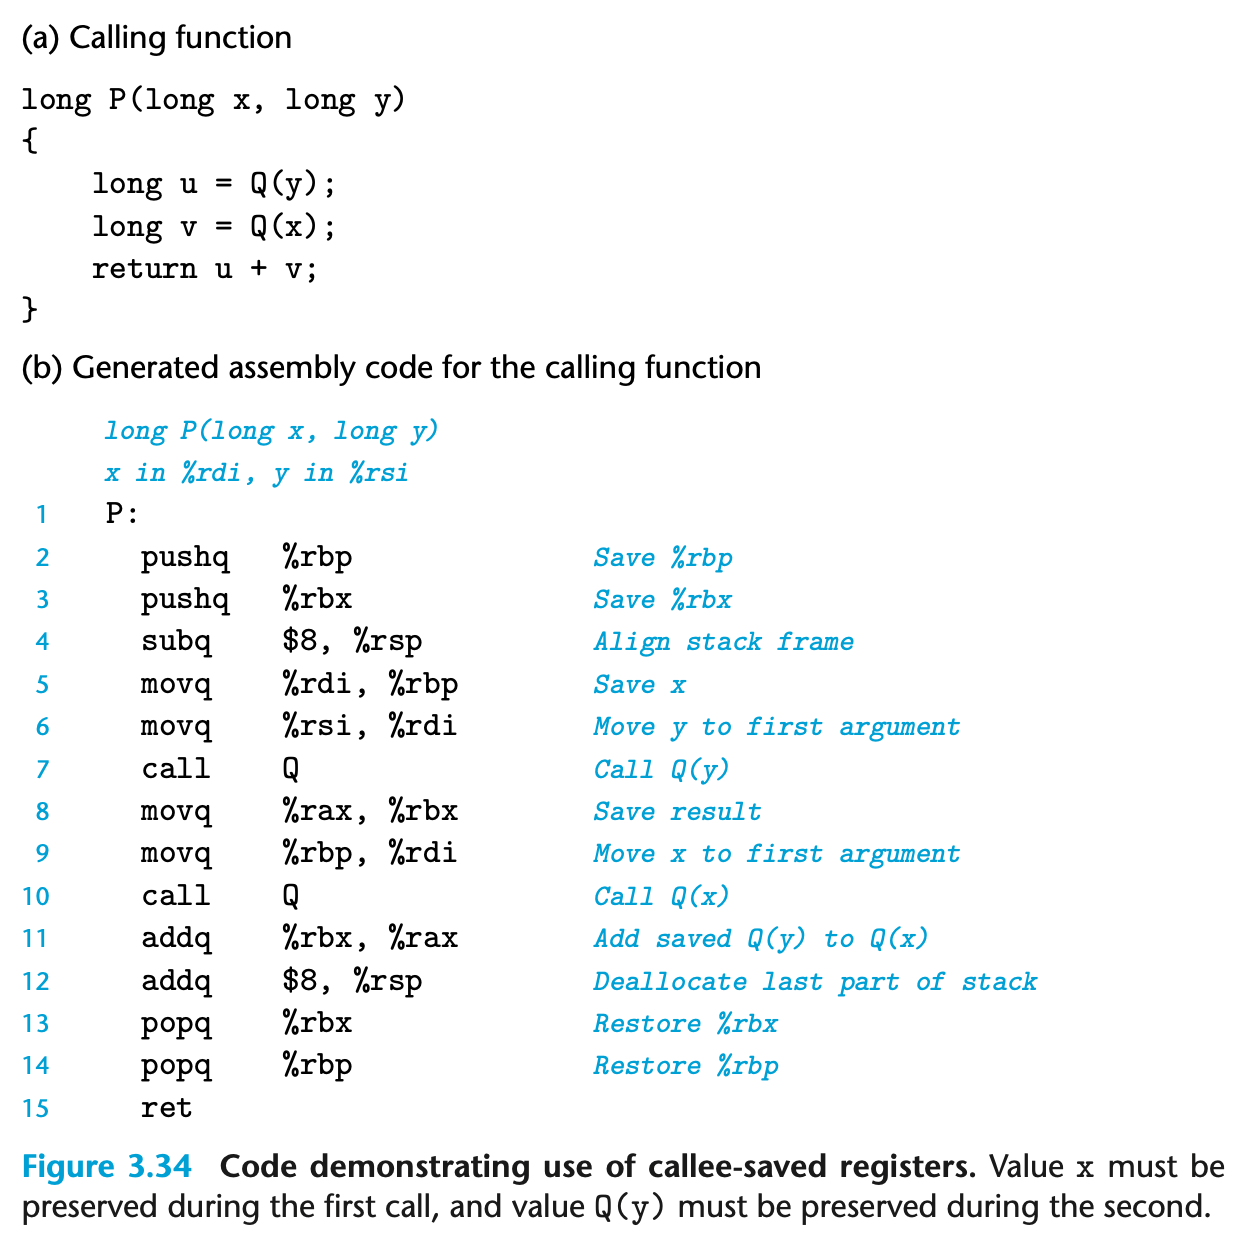 (a) Calling function
long P(long x, long y)
{
    long u = Q(y);
    long v = Q(x);
    return u + v;
}
(b) Generated assembly code for the calling function
long P(long x, long y)
x in %rdi, y in %rsi
1 P:
2 pushq %rbp Save %rbp
3 pushq %rbx Save %rbx
4 subq $8, %rsp Align stack frame
5 movq %rdi, %rbp Save x
6 movq %rsi, %rdi Move y to first argument
7 call Q Call Q(y)
8 movq %rax, %rbx Save result
9 movq %rbp, %rdi Move x to first argument
10 call Q Call Q(x)
11 addq %rbx, %rax Add saved Q(y) to Q(x)
12 addq $8, %rsp Deallocate last part of stack
13 popq %rbx Restore %rbx
14 popq %rbp Restore %rbp
15 ret
Figure 3.34 Code demonstrating use of callee-saved registers. Value x must be
preserved during the first call, and value Q(y) must be preserved during the second.